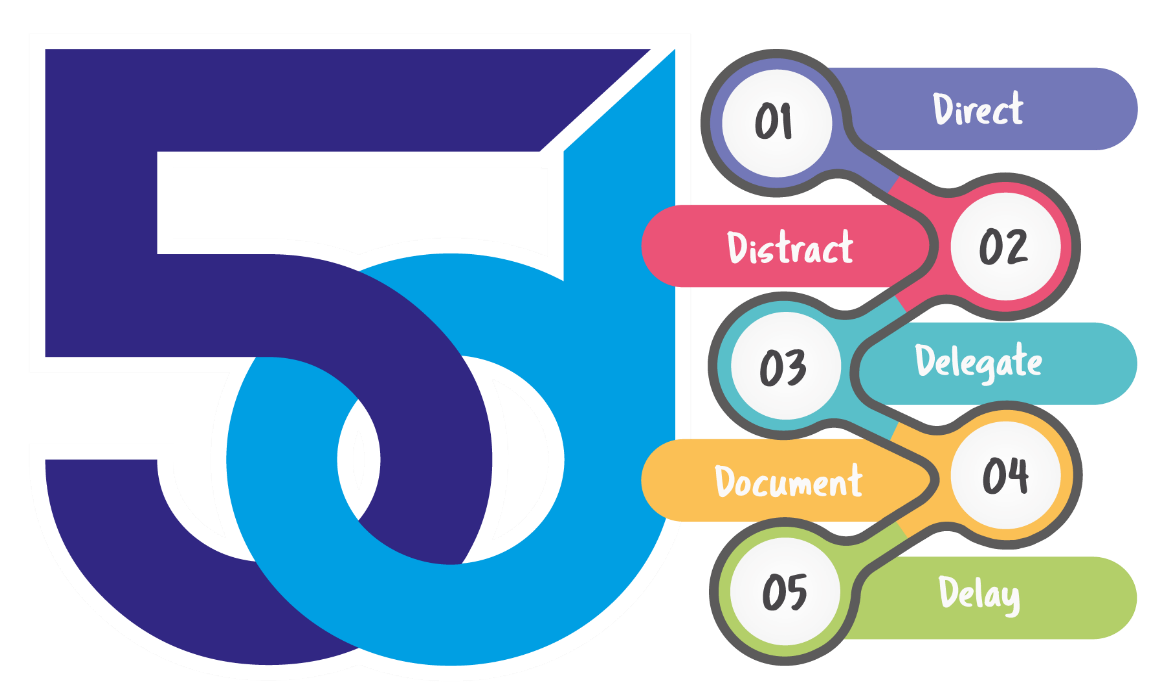 5d
01
Direct
Distract
02
03
Delegate
Document
04
05
Delay